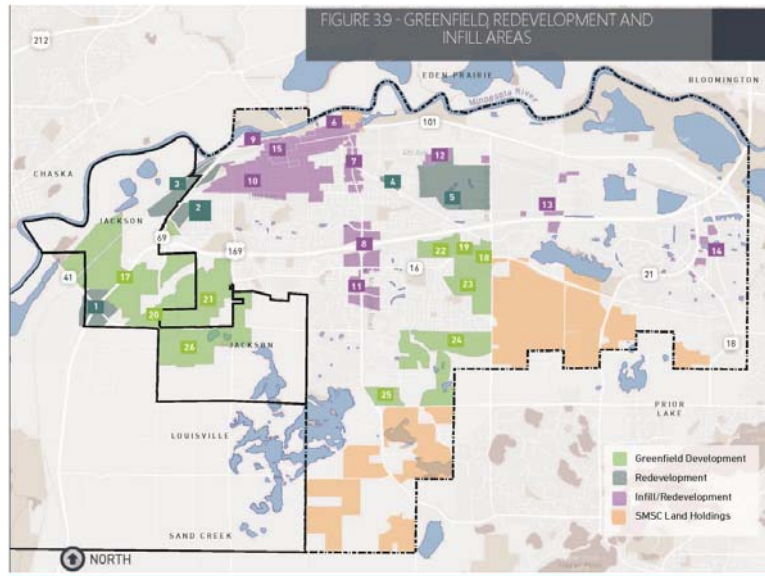 FIGURE 3.9 - GREENFIELD, REDEVELOPMENT AND
INFILL AREAS
212
EDEN PRAIRIE
BLOOMINGTON
Minnesota River
101
6
9
15
7
12
CHASKA
3
10
4
5
2
13
JACKSON
69
8
22
19
14
169
16
18
41
17
21
23
11
21
1
20
24
18
26
JACKSON
25
PRIOR
LAKE
LOUISVILLE
Greenfield Development
Redevelopment
Infill/Redevelopment
SMSC Land Holdings
SAND CREEK
NORTH